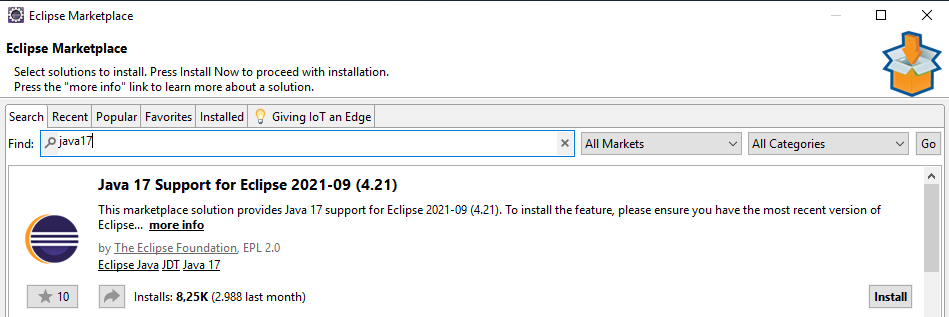 Eclipse Marketplace
Eclipse Marketplace
Select solutions to install. Press Install Now to proceed with installation.
Press the "more info" link to learn more about a solution.
Search Recent Popular Favorites Installed Giving IoT an Edge
Find: java17 All Markets All Categories Go
Java 17 Support for Eclipse 2021-09 (4.21)
This marketplace solution provides Java 17 support for Eclipse 2021-09 (4.21). To install the feature, please ensure you have the most recent version of
Eclipse... more info
by The Eclipse Foundation, EPL 2.0
Eclipse Java JDT Java 17
10 Installs: 8,25K (2.988 last month) Install